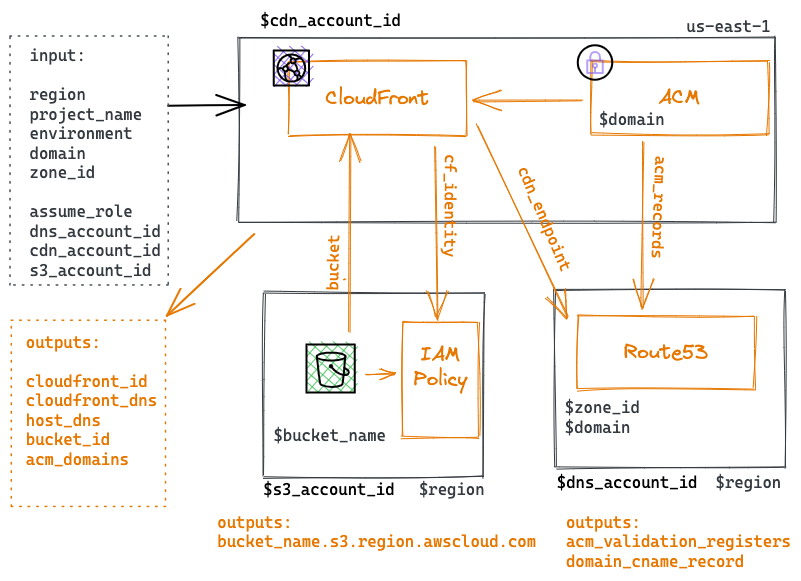 $cdn_account_id
us-east-1
input:
region
project_name
environment
domain
zone_id
assume_role
dns_account_id
cdn_account_id
s3_account_id
CloudFront
ACM
$domain
bucket
cf_identity
cdn_endpoint
acm_records
outputs:
cloudfront_id
cloudfront_dns
host_dns
bucket_id
acm_domains
IAM
Policy
$bucket_name
$s3_account_id
$region
outputs:
bucket_name.s3.region.awscloud.com
Route53
$zone_id
$domain
$dns_account_id
$region
outputs:
acm_validation_registers
domain_cname_record